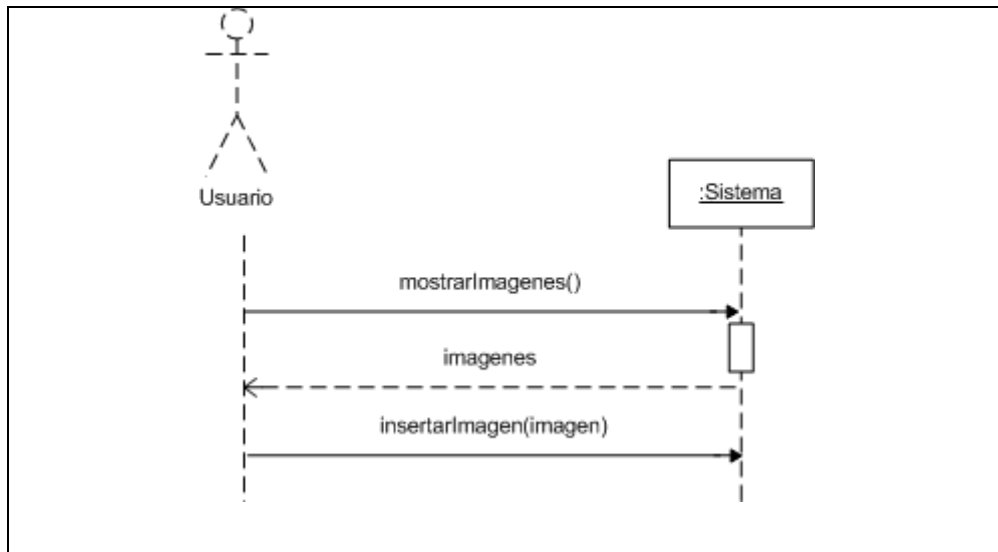 Usuario
:Sistema
mostrarImagenes()
imagenes
insertarImagen(imagen)